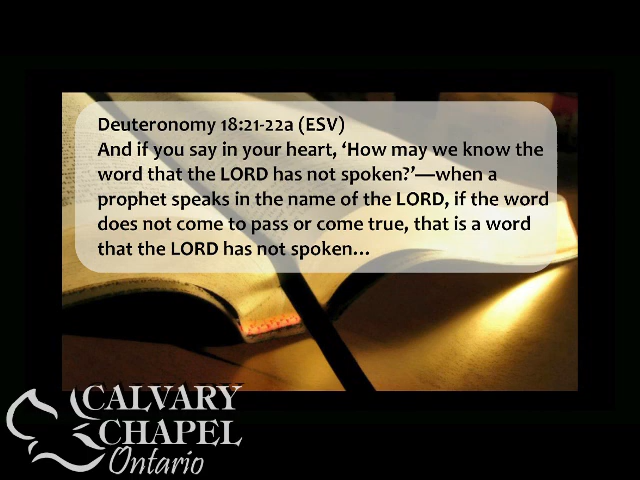 Deuteronomy 18:21-22a (ESV)
And if you say in your heart, ‘How may we know the
word that the LORD has not spoken?’—when a
prophet speaks in the name of the LORD, if the word
does not come to pass or come true, that is a word
that the LORD has not spoken…
CALVARY
CHAPEL
Ontario